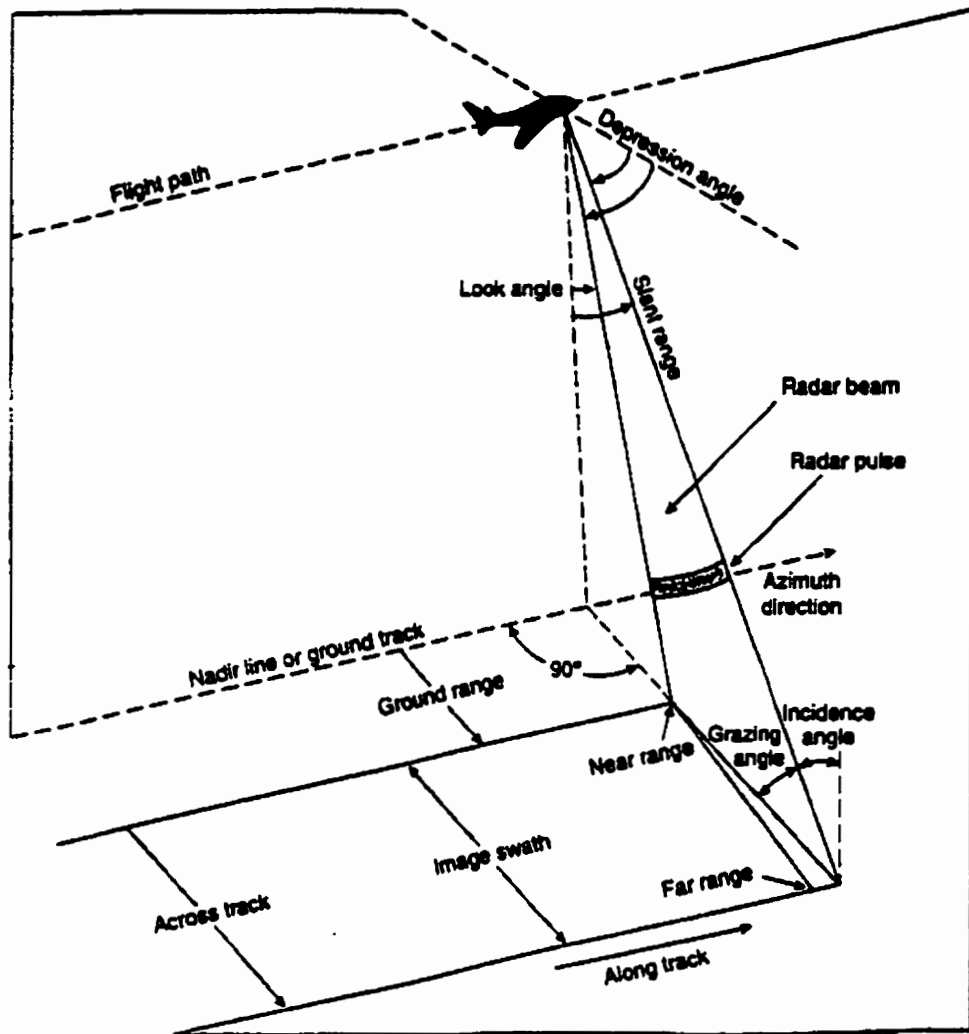 Flight path
Depression angle
Look angle
Slant range
Radar beam
Radar pulse
Azimuth
direction
Nadir line or ground track
90°
Ground range
Near range
Grazing
angle
Incidence
angle
Image swath
Across track
Far range
Along track